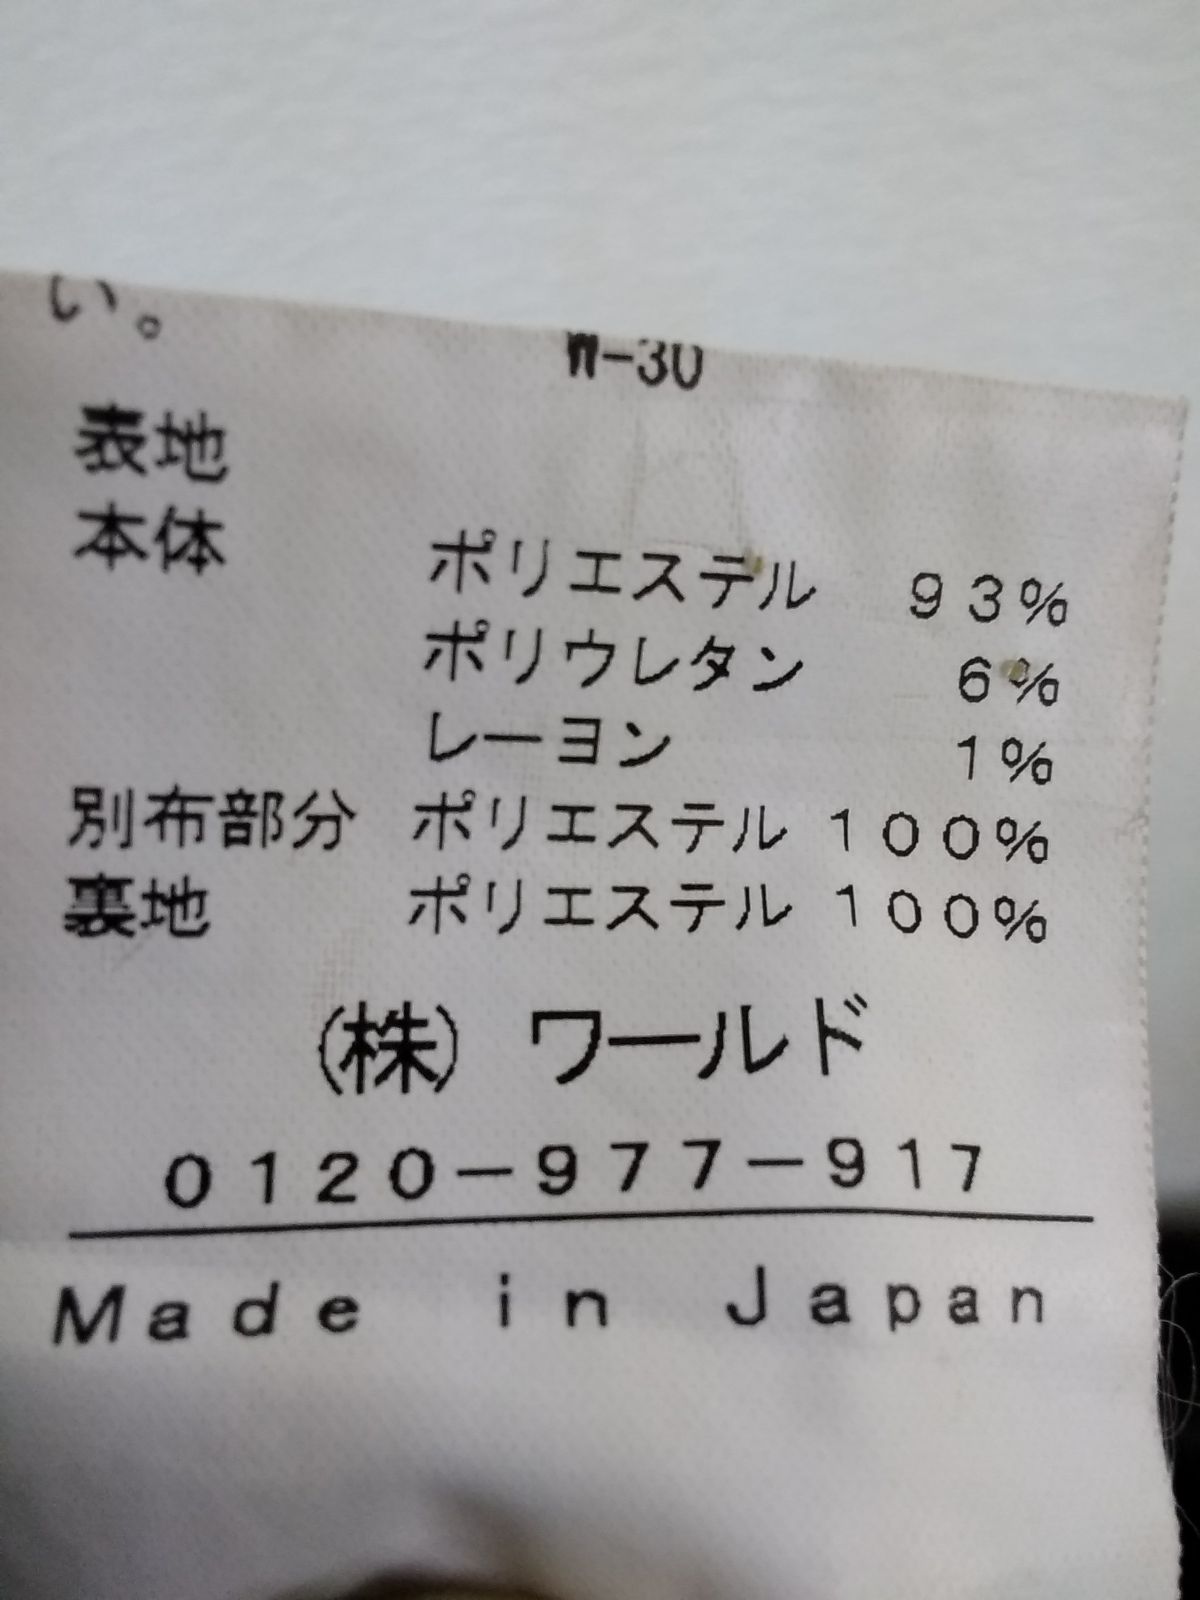 い。
W-30
表地
本体
ポリエステル 93%
ポリウレタン 6%
レーヨン 1%
別布部分 ポリエステル 100%
裏地 ポリエステル 100%
(株) ワールド
0120-977-917
Made in Japan